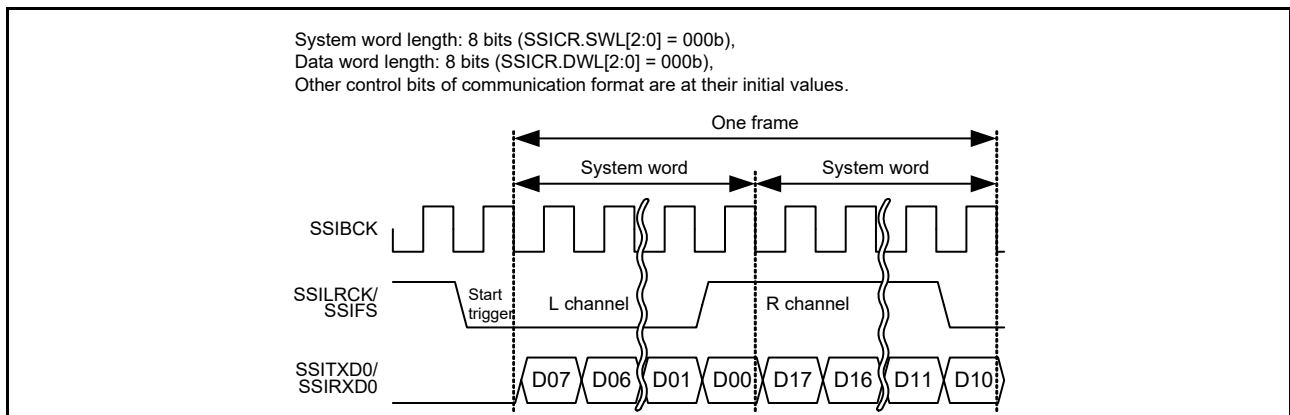 System word length: 8 bits (SSICR.SWL[2:0] = 000b),
Data word length: 8 bits (SSICR.DWL[2:0] = 000b),
Other control bits of communication format are at their initial values.
One frame
System word
System word
SSIBCK
SSILRCK/
SSIFS
Start
trigger
L channel
R channel
SSITXD0/
SSIRXD0
D07
D06
D01
D00
D17
D16
D11
D10